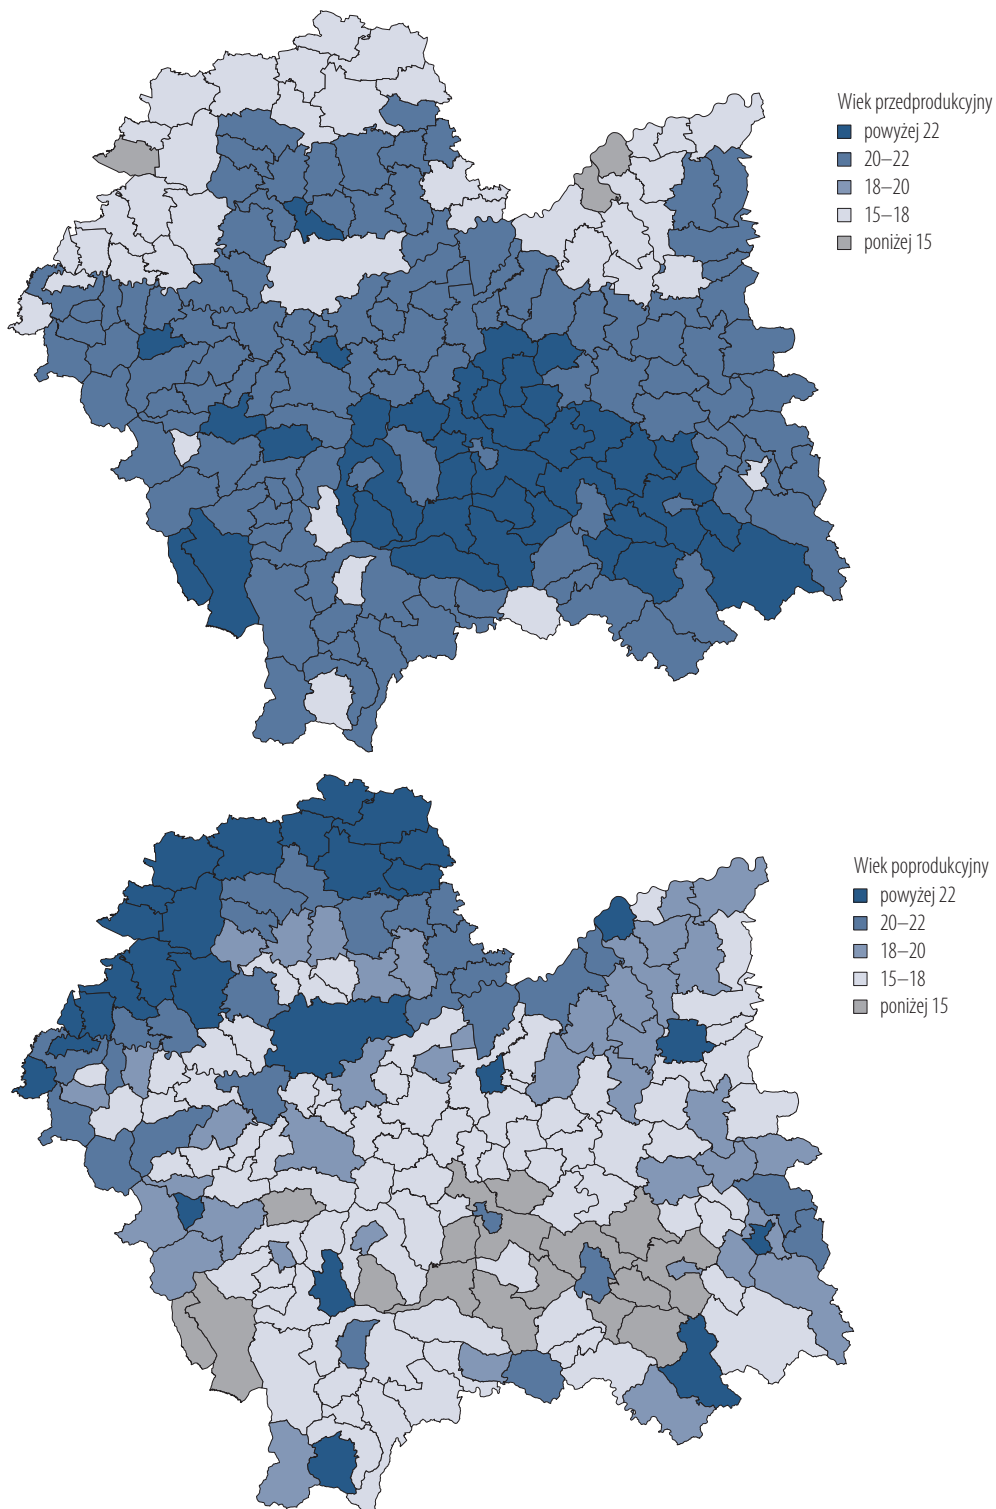 Wiek przedprodukcyjny
powyżej 22
20–22
18–20
15–18
poniżej 15
Wiek poprodukcyjny
powyżej 22
20–22
18–20
15–18
poniżej 15